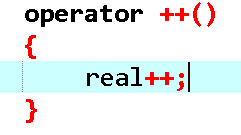 operator ++()
{
real++;
}